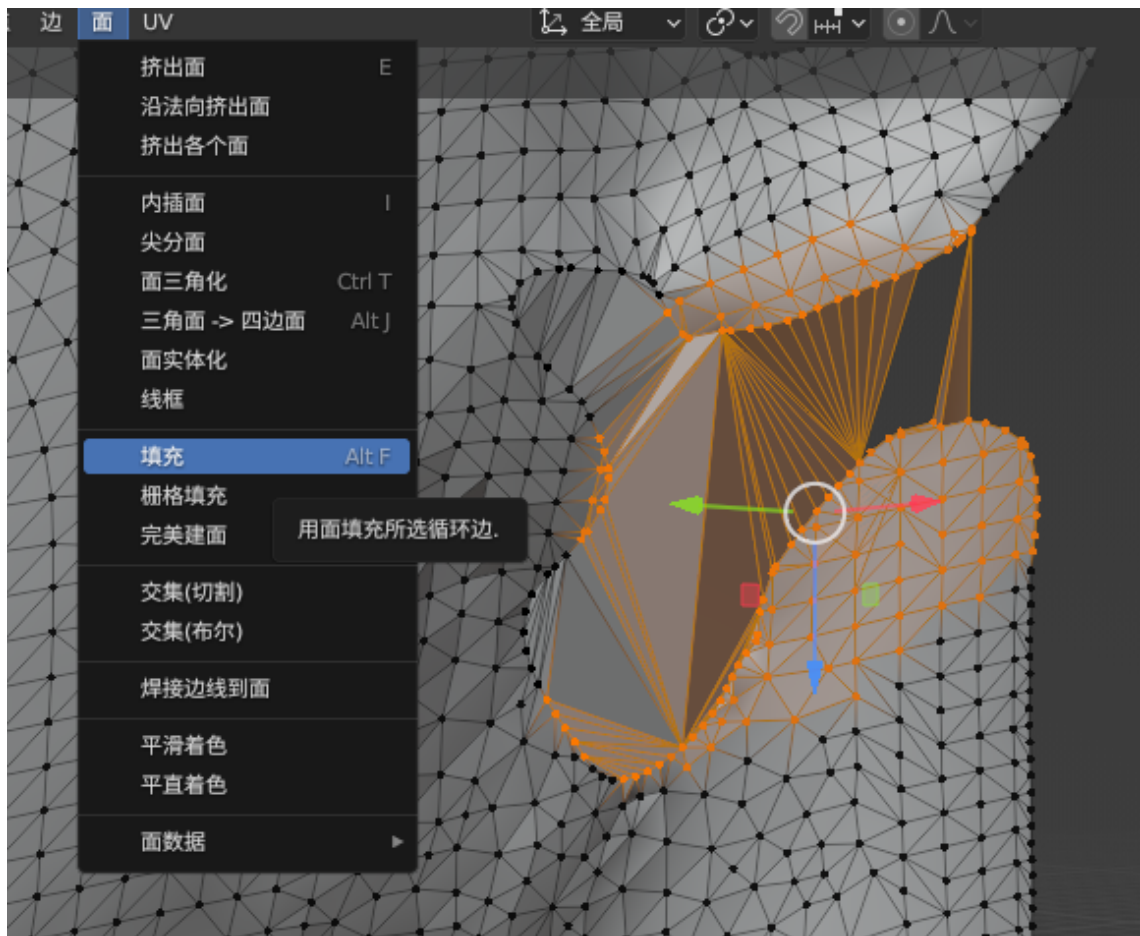 边 面 UV 全局
挤出面 E
沿法向挤出面
挤出各个面
内插面 I
尖分面
面三角化 Ctrl T
三角面 -> 四边面 Alt J
面实体化
线框
填充 Alt F
栅格填充
完美建面
用面填充所选循环边.
交集(切割)
交集(布尔)
焊接边线到面
平滑着色
平直着色
面数据